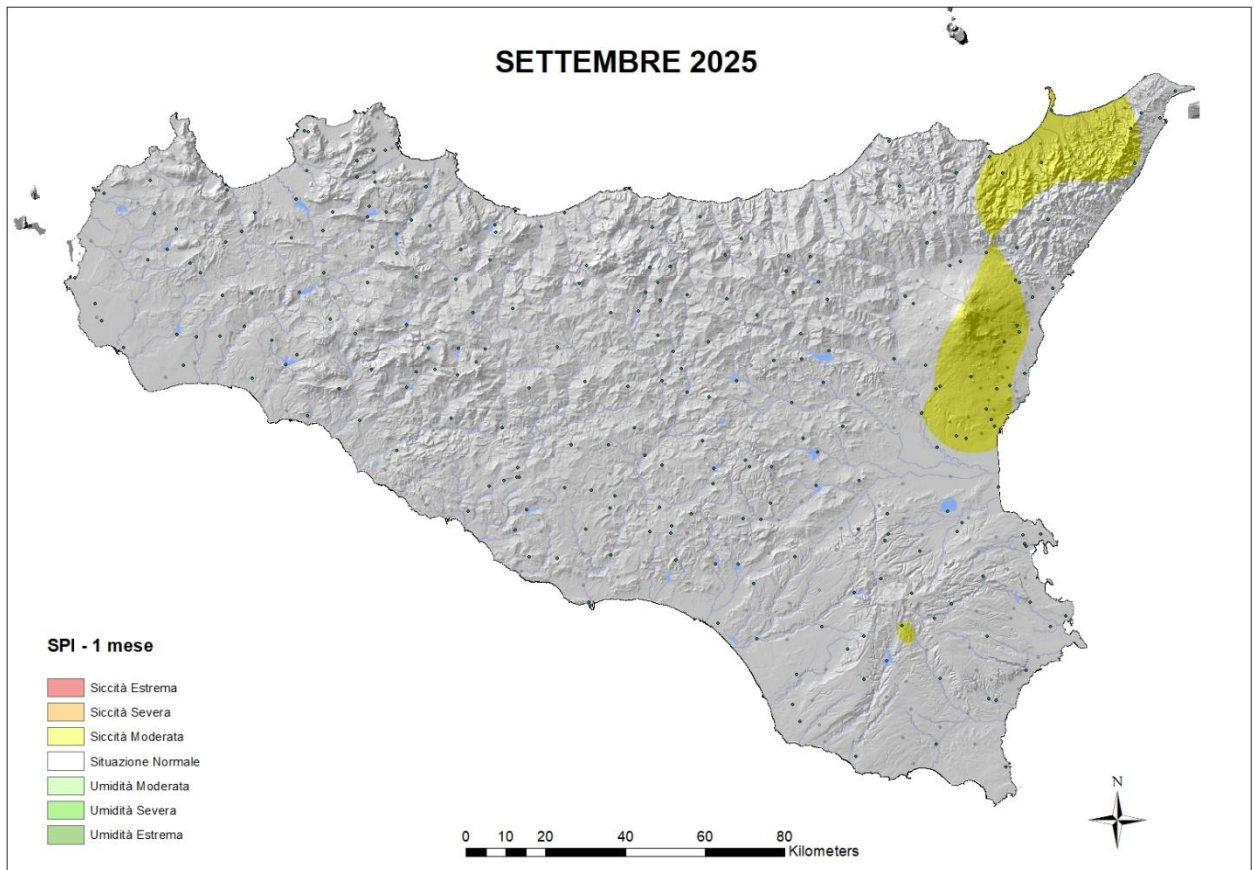 SETTEMBRE 2025
SPI - 1 mese
Siccità Estrema
Siccità Severa
Siccità Moderata
Situazione Normale
Umidità Moderata
Umidità Severa
Umidità Estrema
N
0 10 20 40 60 80
Kilometers